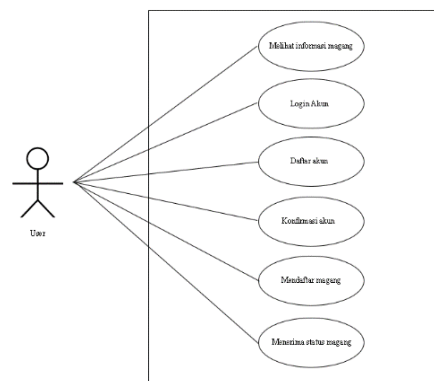 Melihat informasi magang
Login Akun
Daftar akun
Konfirmasi akun
User
Mendaftar magang
Menerima status magang